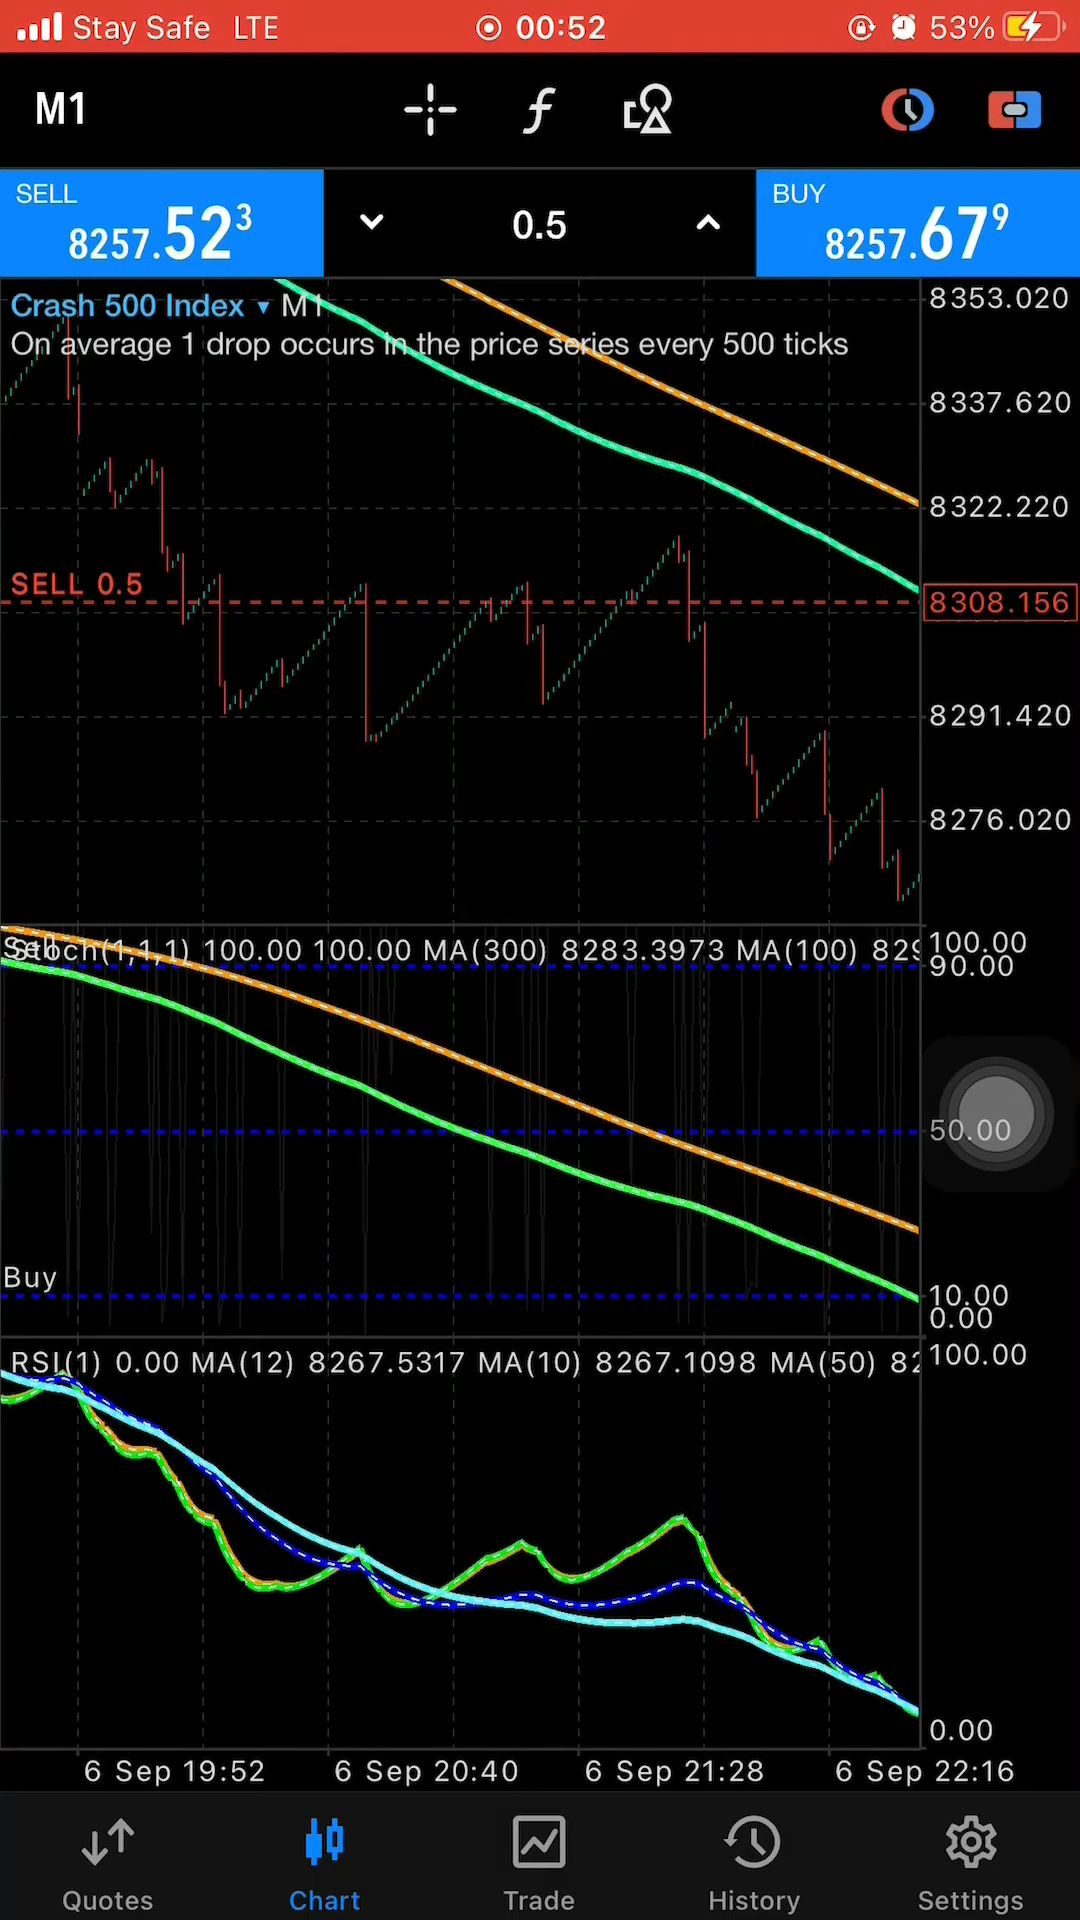 Stay Safe LTE 00:52 53%
M1
SELL 8257.52³ 0.5 BUY 8257.67⁹
Crash 500 Index ▾ M1
On average 1 drop occurs in the price series every 500 ticks
8353.020
8337.620
8322.220
SELL 0.5
8308.156
8291.420
8276.020
Sell
Stoch(1,1,1) 100.00 100.00 MA(300) 8283.3973 MA(100) 829
100.00
90.00
50.00
Buy
10.00
0.00
RSI(1) 0.00 MA(12) 8267.5317 MA(10) 8267.1098 MA(50) 82
100.00
0.00
6 Sep 19:52 6 Sep 20:40 6 Sep 21:28 6 Sep 22:16
Quotes Chart Trade History Settings